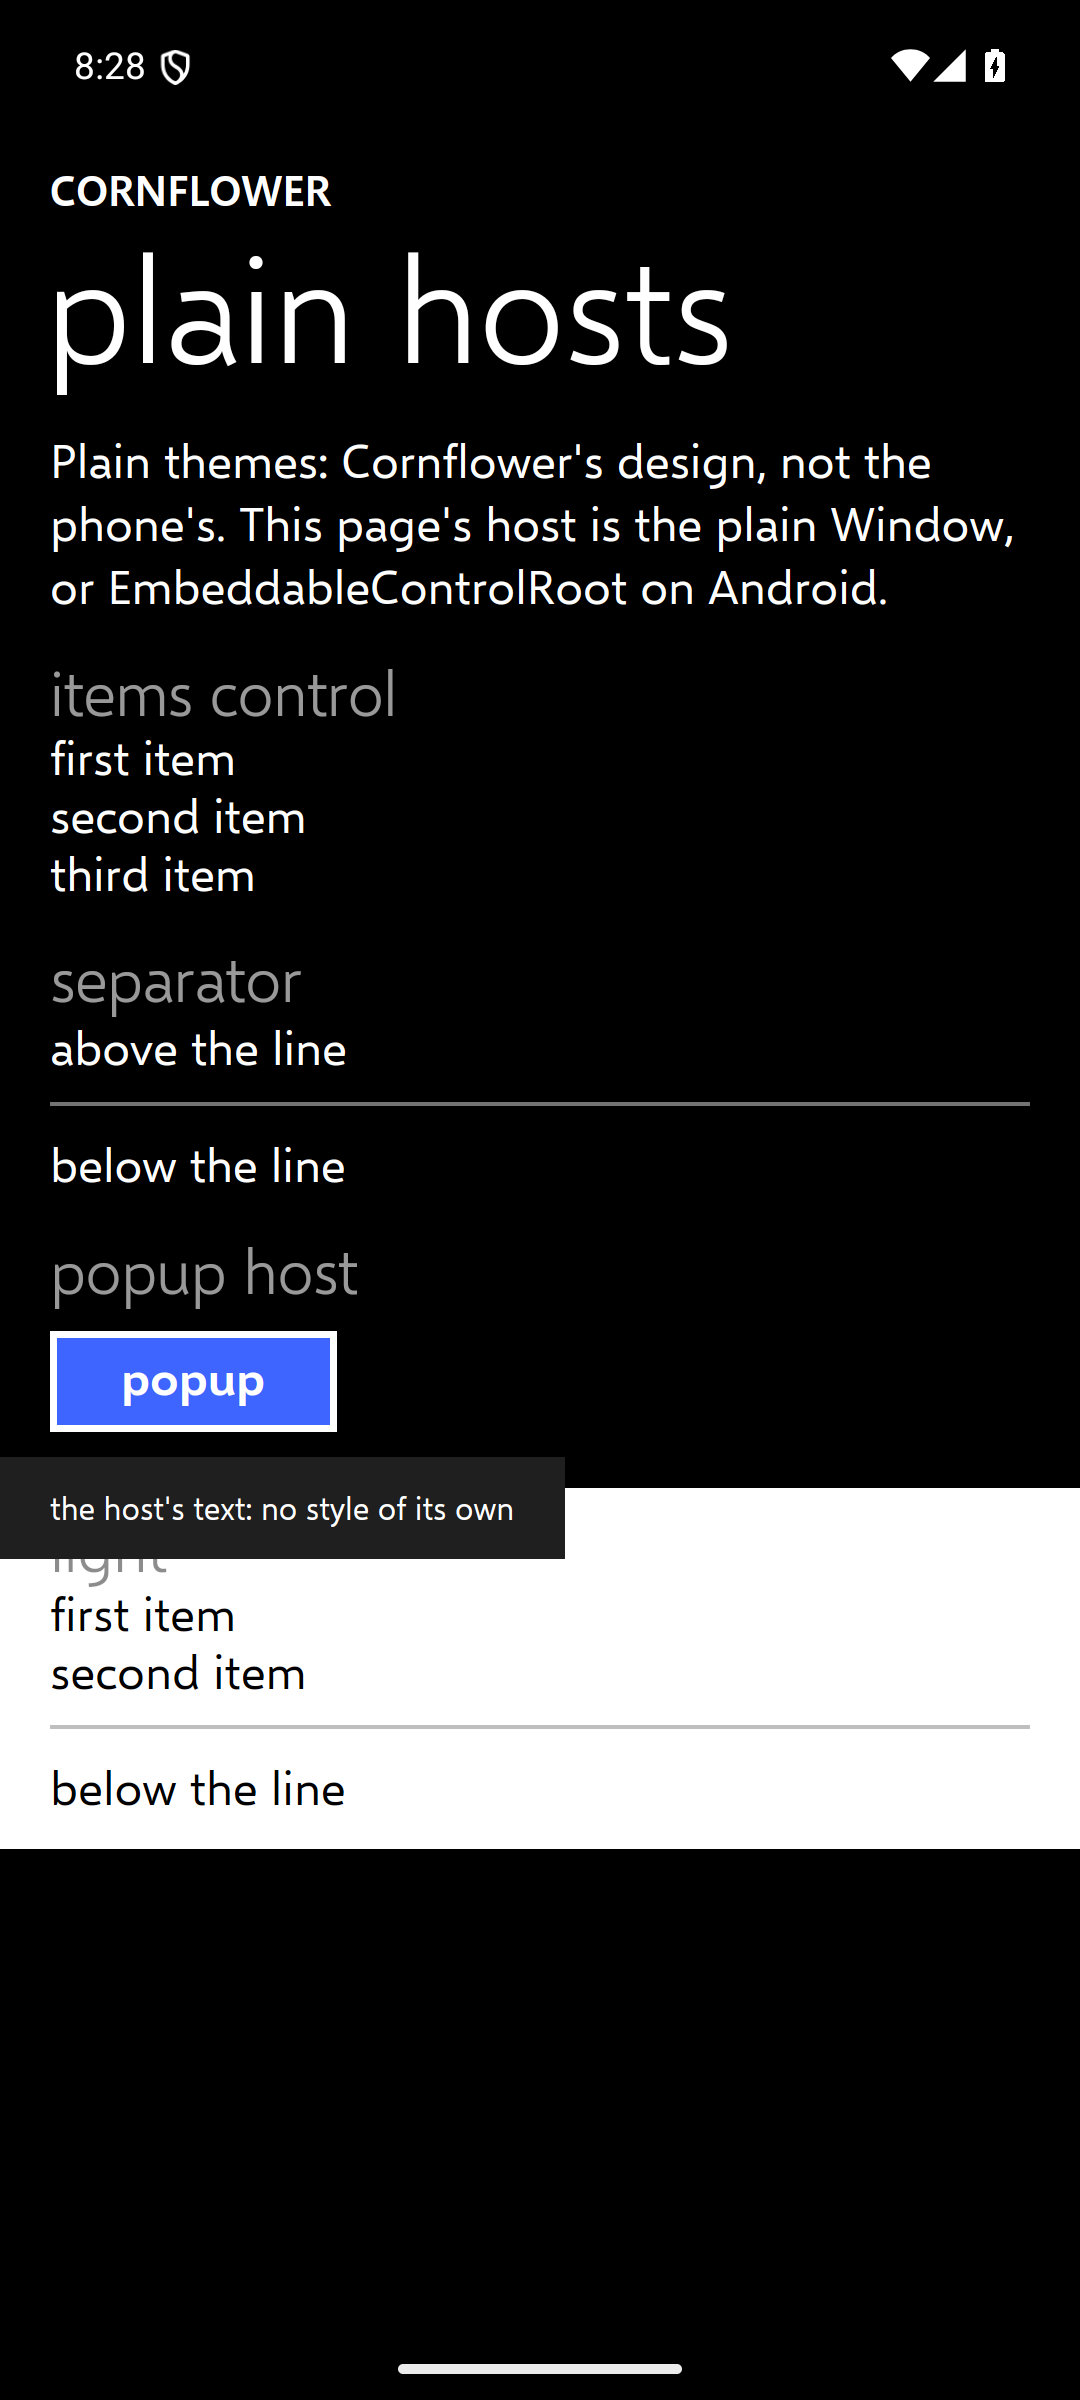 8:28
CORNFLOWER
plain hosts
Plain themes: Cornflower's design, not the
phone's. This page's host is the plain Window,
or EmbeddableControlRoot on Android.
items control
first item
second item
third item
separator
above the line
below the line
popup host
popup
the host's text: no style of its own
light
first item
second item
below the line